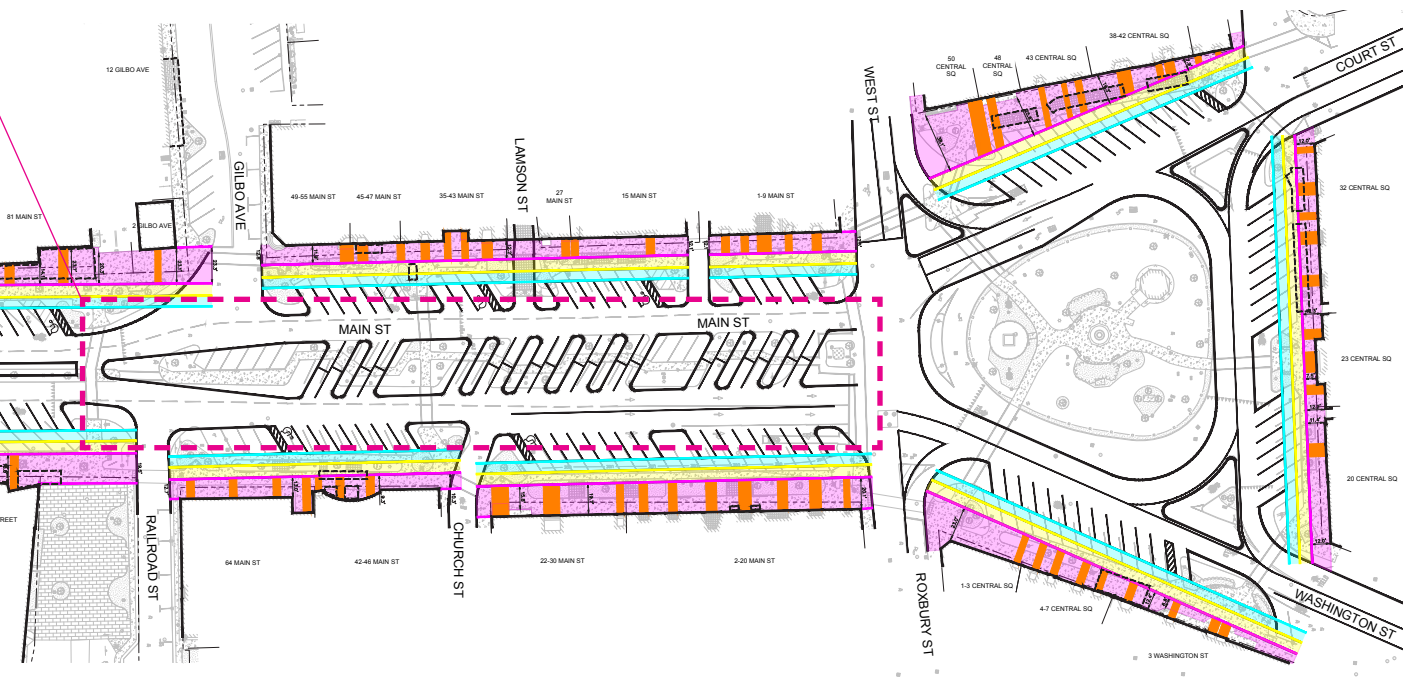 38-42 CENTRAL SQ
50
CENTRAL
SQ
48
CENTRAL
SQ
43 CENTRAL SQ
COURT ST
12 GILBO AVE
WEST ST
GILBO AVE
LAMSON ST
49-55 MAIN ST
45-47 MAIN ST
35-43 MAIN ST
27
MAIN ST
15 MAIN ST
1-9 MAIN ST
32 CENTRAL SQ
81 MAIN ST
2 GILBO AVE
MAIN ST
MAIN ST
23 CENTRAL SQ
20 CENTRAL SQ
REET
RAILROAD ST
CHURCH ST
64 MAIN ST
42-46 MAIN ST
22-30 MAIN ST
2-20 MAIN ST
ROXBURY ST
1-3 CENTRAL SQ
4-7 CENTRAL SQ
WASHINGTON ST
3 WASHINGTON ST